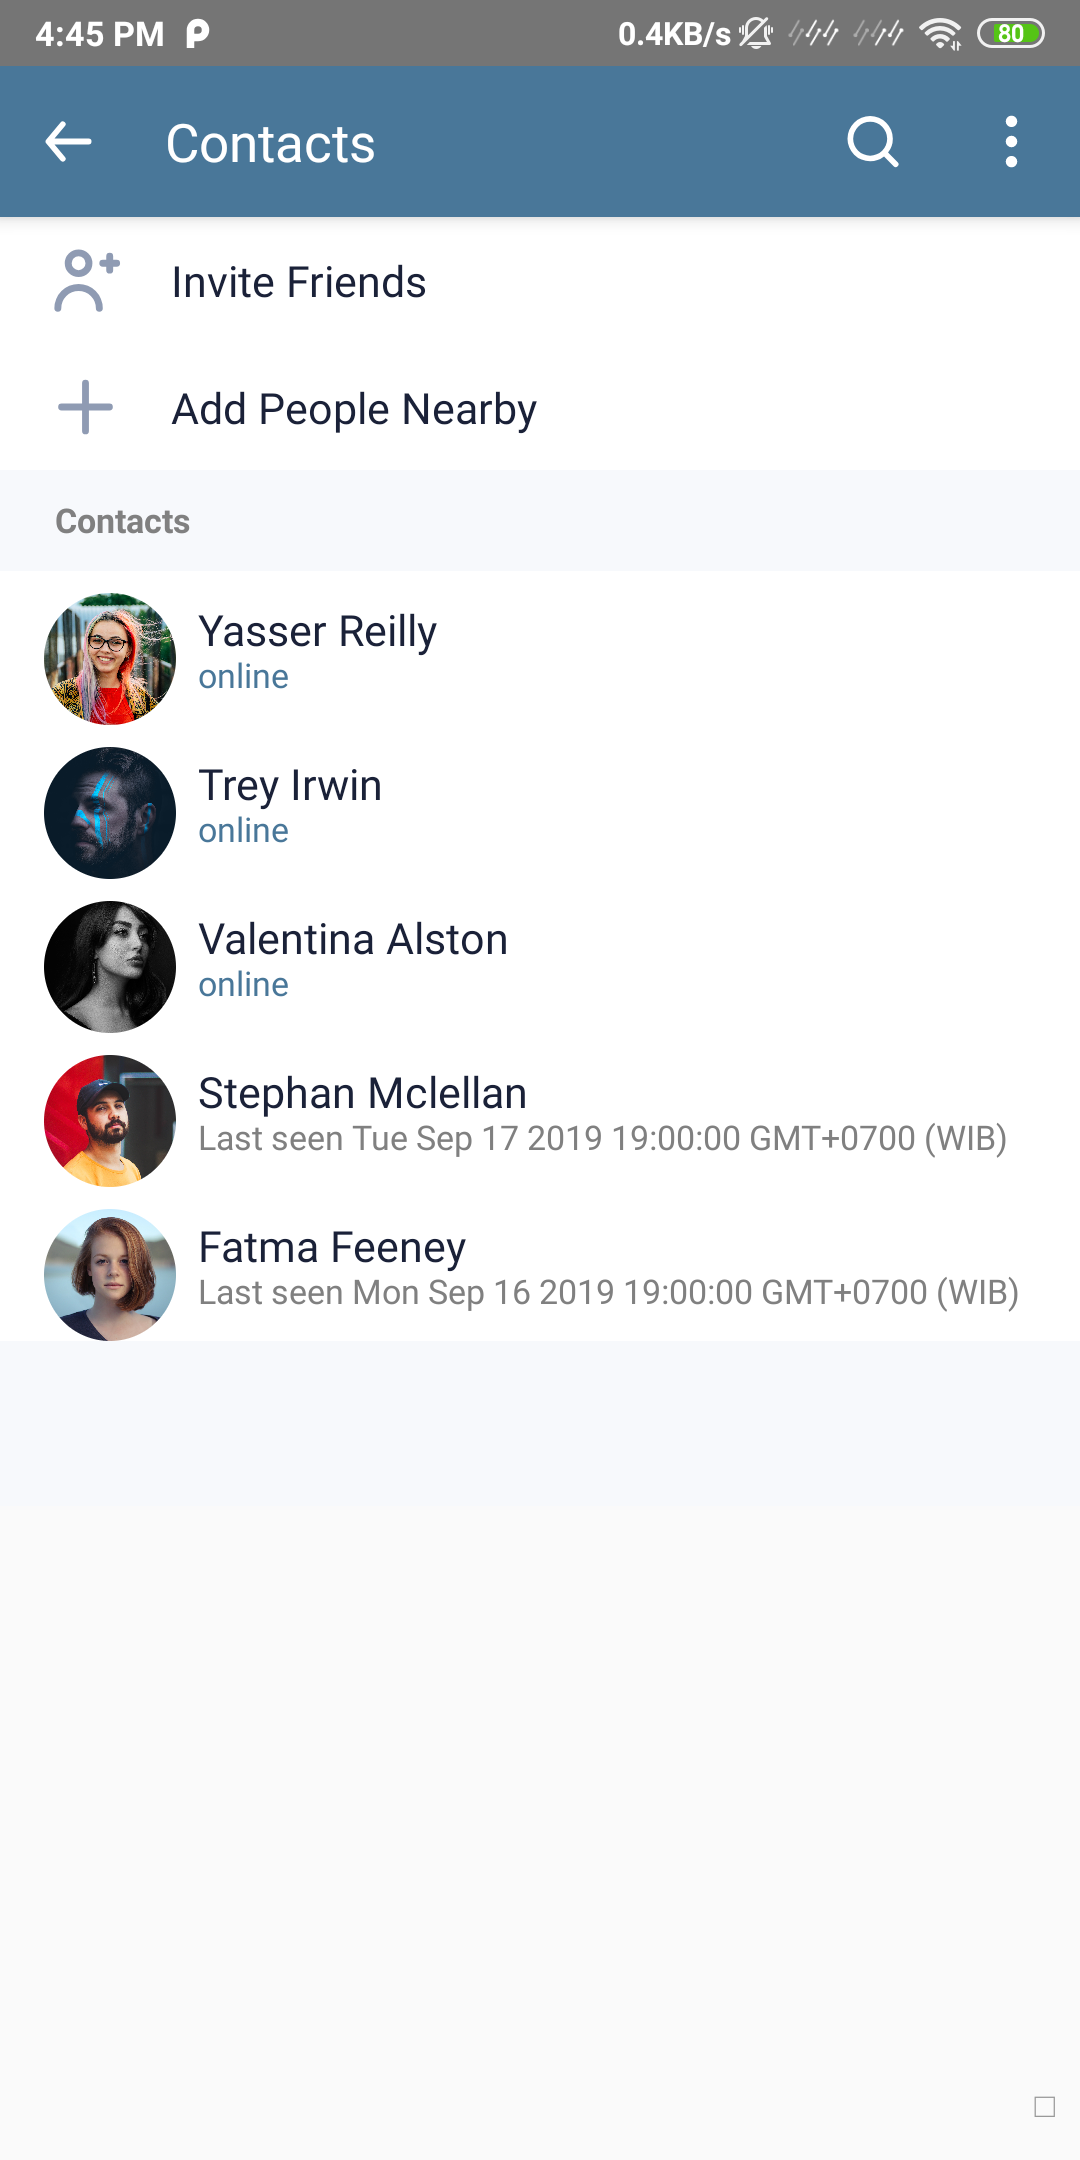 4:45 PM 0.4KB/s 80
Contacts
Invite Friends
Add People Nearby
Contacts
Yasser Reilly
online
Trey Irwin
online
Valentina Alston
online
Stephan Mclellan
Last seen Tue Sep 17 2019 19:00:00 GMT+0700 (WIB)
Fatma Feeney
Last seen Mon Sep 16 2019 19:00:00 GMT+0700 (WIB)